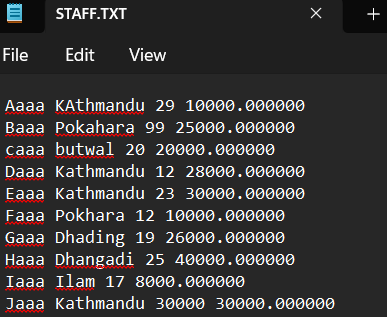 STAFF.TXT
File Edit View
Aaaa KAthmandu 29 10000.000000
Baaa Pokahara 99 25000.000000
caaa butwal 20 20000.000000
Daaa Kathmandu 12 28000.000000
Eaaa Kathmandu 23 30000.000000
Faaa Pokhara 12 10000.000000
Gaaa Dhading 19 26000.000000
Haaa Dhangadi 25 40000.000000
Iaaa Ilam 17 8000.000000
Jaaa Kathmandu 30000 30000.000000